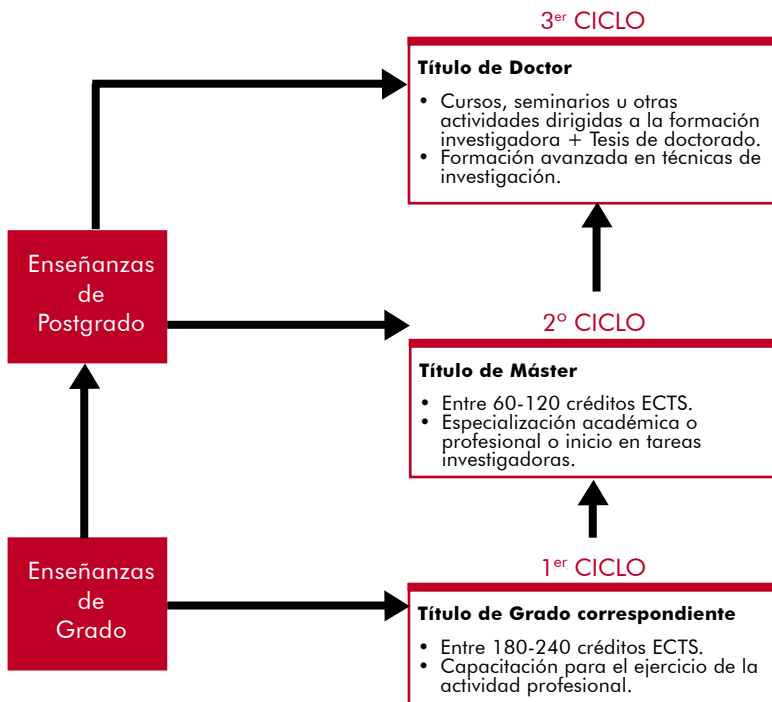 3er CICLO
Título de Doctor
• Cursos, seminarios u otras
actividades dirigidas a la formación
investigadora + Tesis de doctorado.
• Formación avanzada en técnicas de
investigación.
Enseñanzas
de
Postgrado
2º CICLO
Título de Máster
• Entre 60-120 créditos ECTS.
• Especialización académica o
profesional o inicio en tareas
investigadoras.
Enseñanzas
de
Grado
1er CICLO
Título de Grado correspondiente
• Entre 180-240 créditos ECTS.
• Capacitación para el ejercicio de la
actividad profesional.